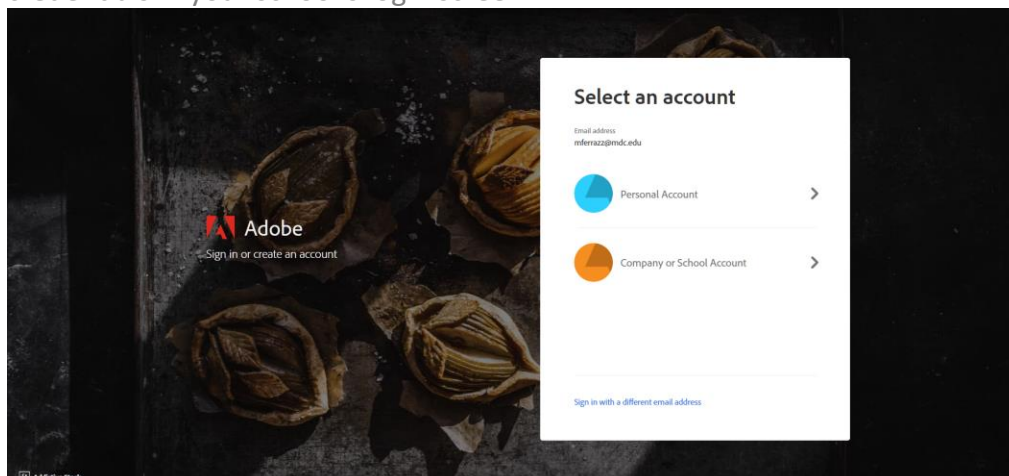 Select an account
Email address
mferrazz@mdc.edu
Personal Account
Adobe
Sign in or create an account
Company or School Account
Sign in with a different email address